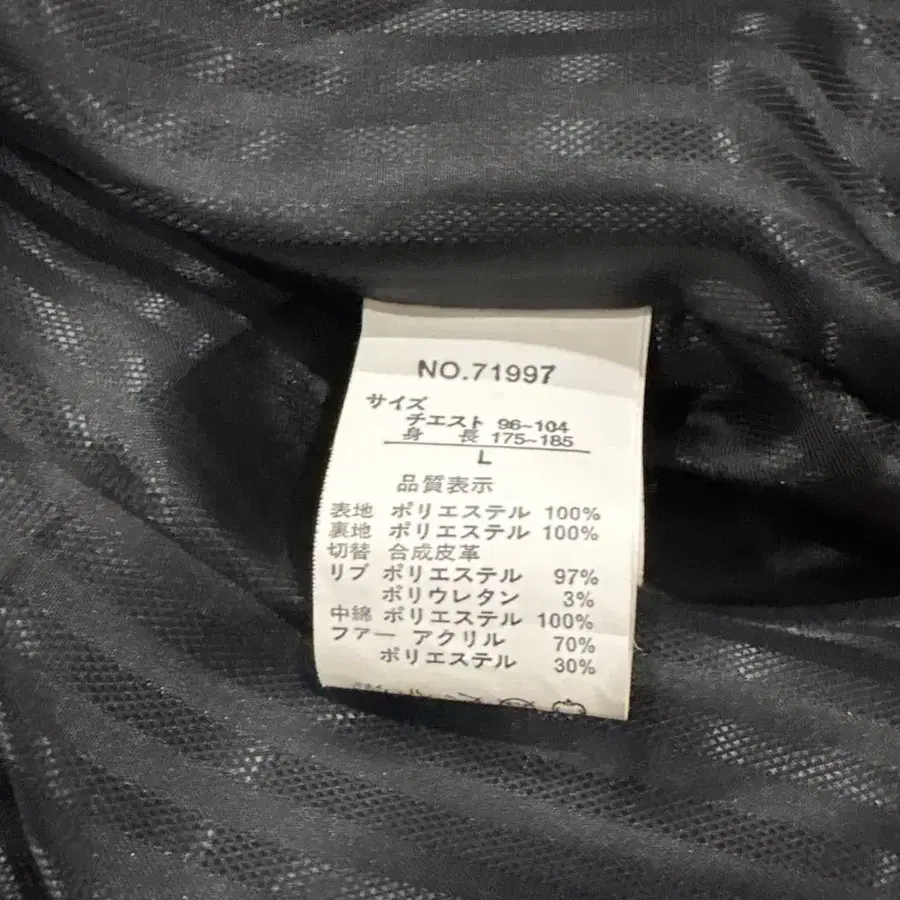 NO.71997
サイズ
チエスト 96~104
身 長 175~185
L
品質表示
表地 ポリエステル 100%
裏地 ポリエステル 100%
切替 合成皮革
リブ ポリエステル 97%
ポリウレタン 3%
中綿 ポリエステル 100%
ファー アクリル 70%
ポリエステル 30%